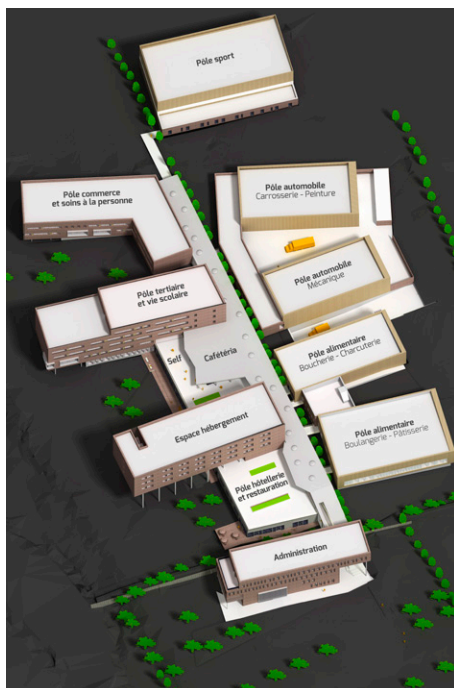 Pôle sport
Pôle automobile
Carrosserie - Peinture
Pôle commerce
et soins à la personne
Pôle automobile
Mécanique
Pôle tertiaire
et vie scolaire
Self
Cafétéria
Pôle alimentaire
Boucherie - Charcuterie
Espace hébergement
Pôle alimentaire
Boulangerie - Pâtisserie
Pôle hôtellerie
et restauration
Administration